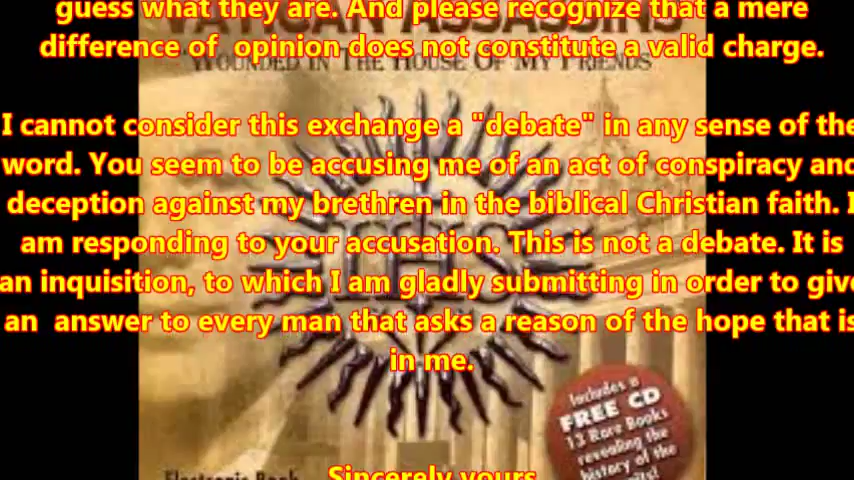 guess what they are. And please recognize that a mere
difference of opinion does not constitute a valid charge.
VATICAN ASSASSINS
WOUNDED IN THE HOUSE OF MY FRIENDS
I cannot consider this exchange a "debate" in any sense of the
word. You seem to be accusing me of an act of conspiracy and
deception against my brethren in the biblical Christian faith. I
am responding to your accusation. This is not a debate. It is
an inquisition, to which I am gladly submitting in order to give
an answer to every man that asks a reason of the hope that is
in me.
IHS
Includes a
FREE CD
13 Rare Books
revealing the
history of the
Electronic Book
Sincerely yours